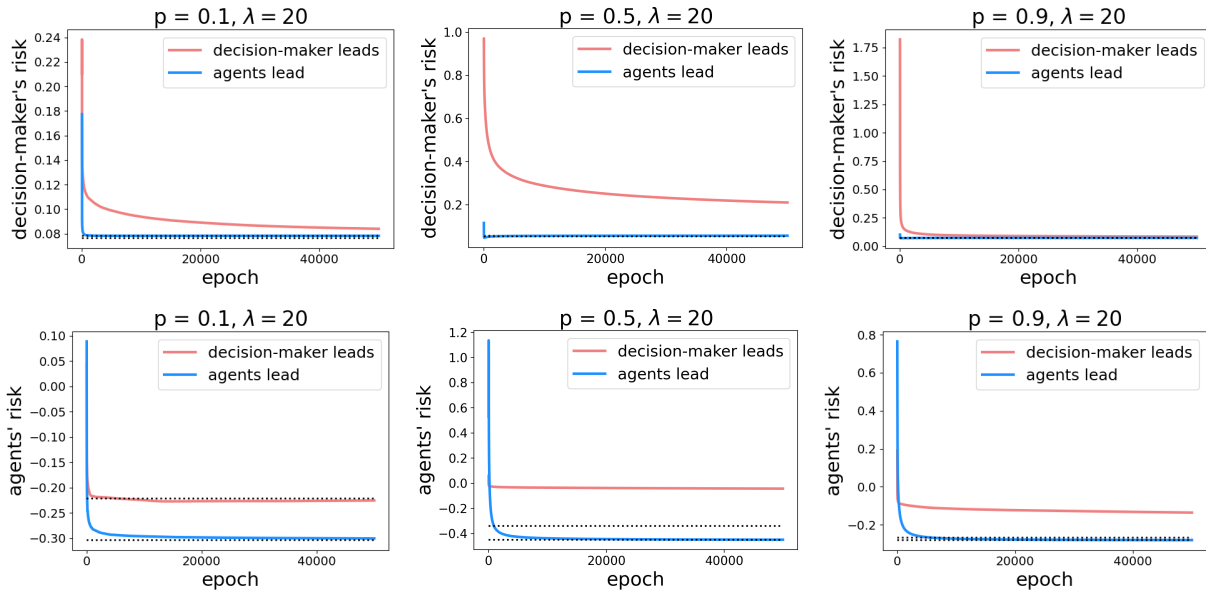 p = 0.1, λ = 20
decision-maker's risk
0.24
0.22
0.20
0.18
0.16
0.14
0.12
0.10
0.08
decision-maker leads
agents lead
0
20000
40000
epoch
p = 0.5, λ = 20
decision-maker's risk
1.0
0.8
0.6
0.4
0.2
decision-maker leads
agents lead
0
20000
40000
epoch
p = 0.9, λ = 20
decision-maker's risk
1.75
1.50
1.25
1.00
0.75
0.50
0.25
0.00
decision-maker leads
agents lead
0
20000
40000
epoch
p = 0.1, λ = 20
agents' risk
0.10
0.05
0.00
−0.05
−0.10
−0.15
−0.20
−0.25
−0.30
decision-maker leads
agents lead
0
20000
40000
epoch
p = 0.5, λ = 20
agents' risk
1.2
1.0
0.8
0.6
0.4
0.2
0.0
−0.2
−0.4
decision-maker leads
agents lead
0
20000
40000
epoch
p = 0.9, λ = 20
agents' risk
0.8
0.6
0.4
0.2
0.0
−0.2
decision-maker leads
agents lead
0
20000
40000
epoch